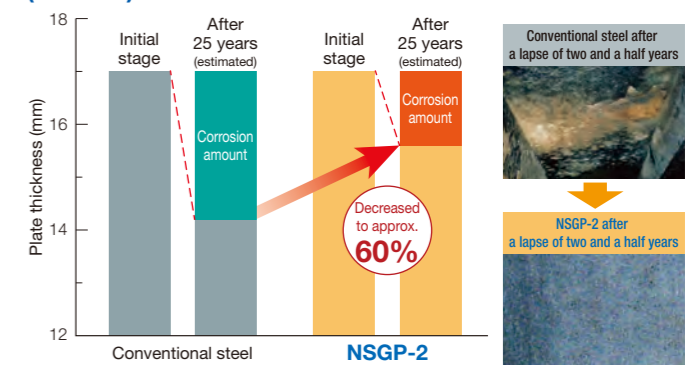 18
16
14
12
Plate thickness (mm)
Initial
stage
After
25 years
(estimated)
Corrosion
amount
Initial
stage
After
25 years
(estimated)
Corrosion
amount
Decreased
to approx.
60%
Conventional steel
NSGP-2
Conventional steel after
a lapse of two and a half years
NSGP-2 after
a lapse of two and a half years